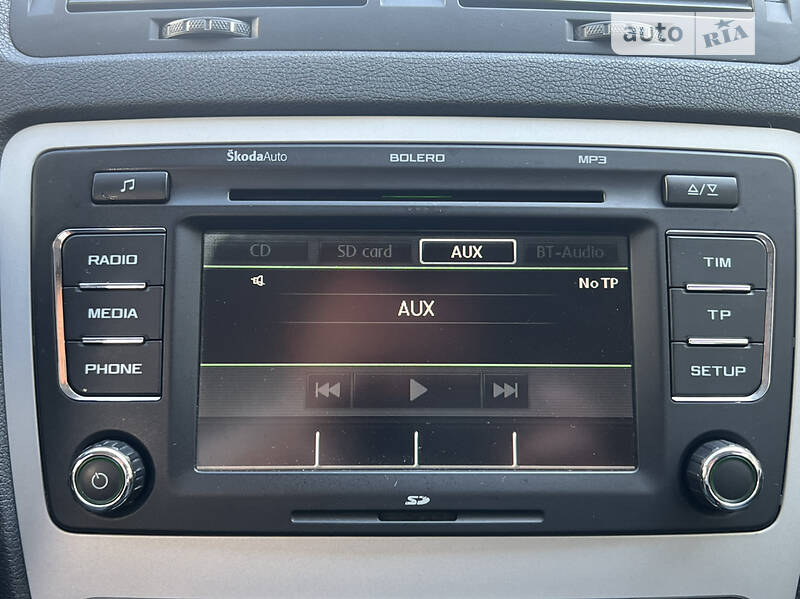 auto RIA
ŠkodaAuto BOLERO MP3
CD SD card AUX BT-Audio
RADIO No TP TIM
AUX
MEDIA TP
PHONE SETUP
SD